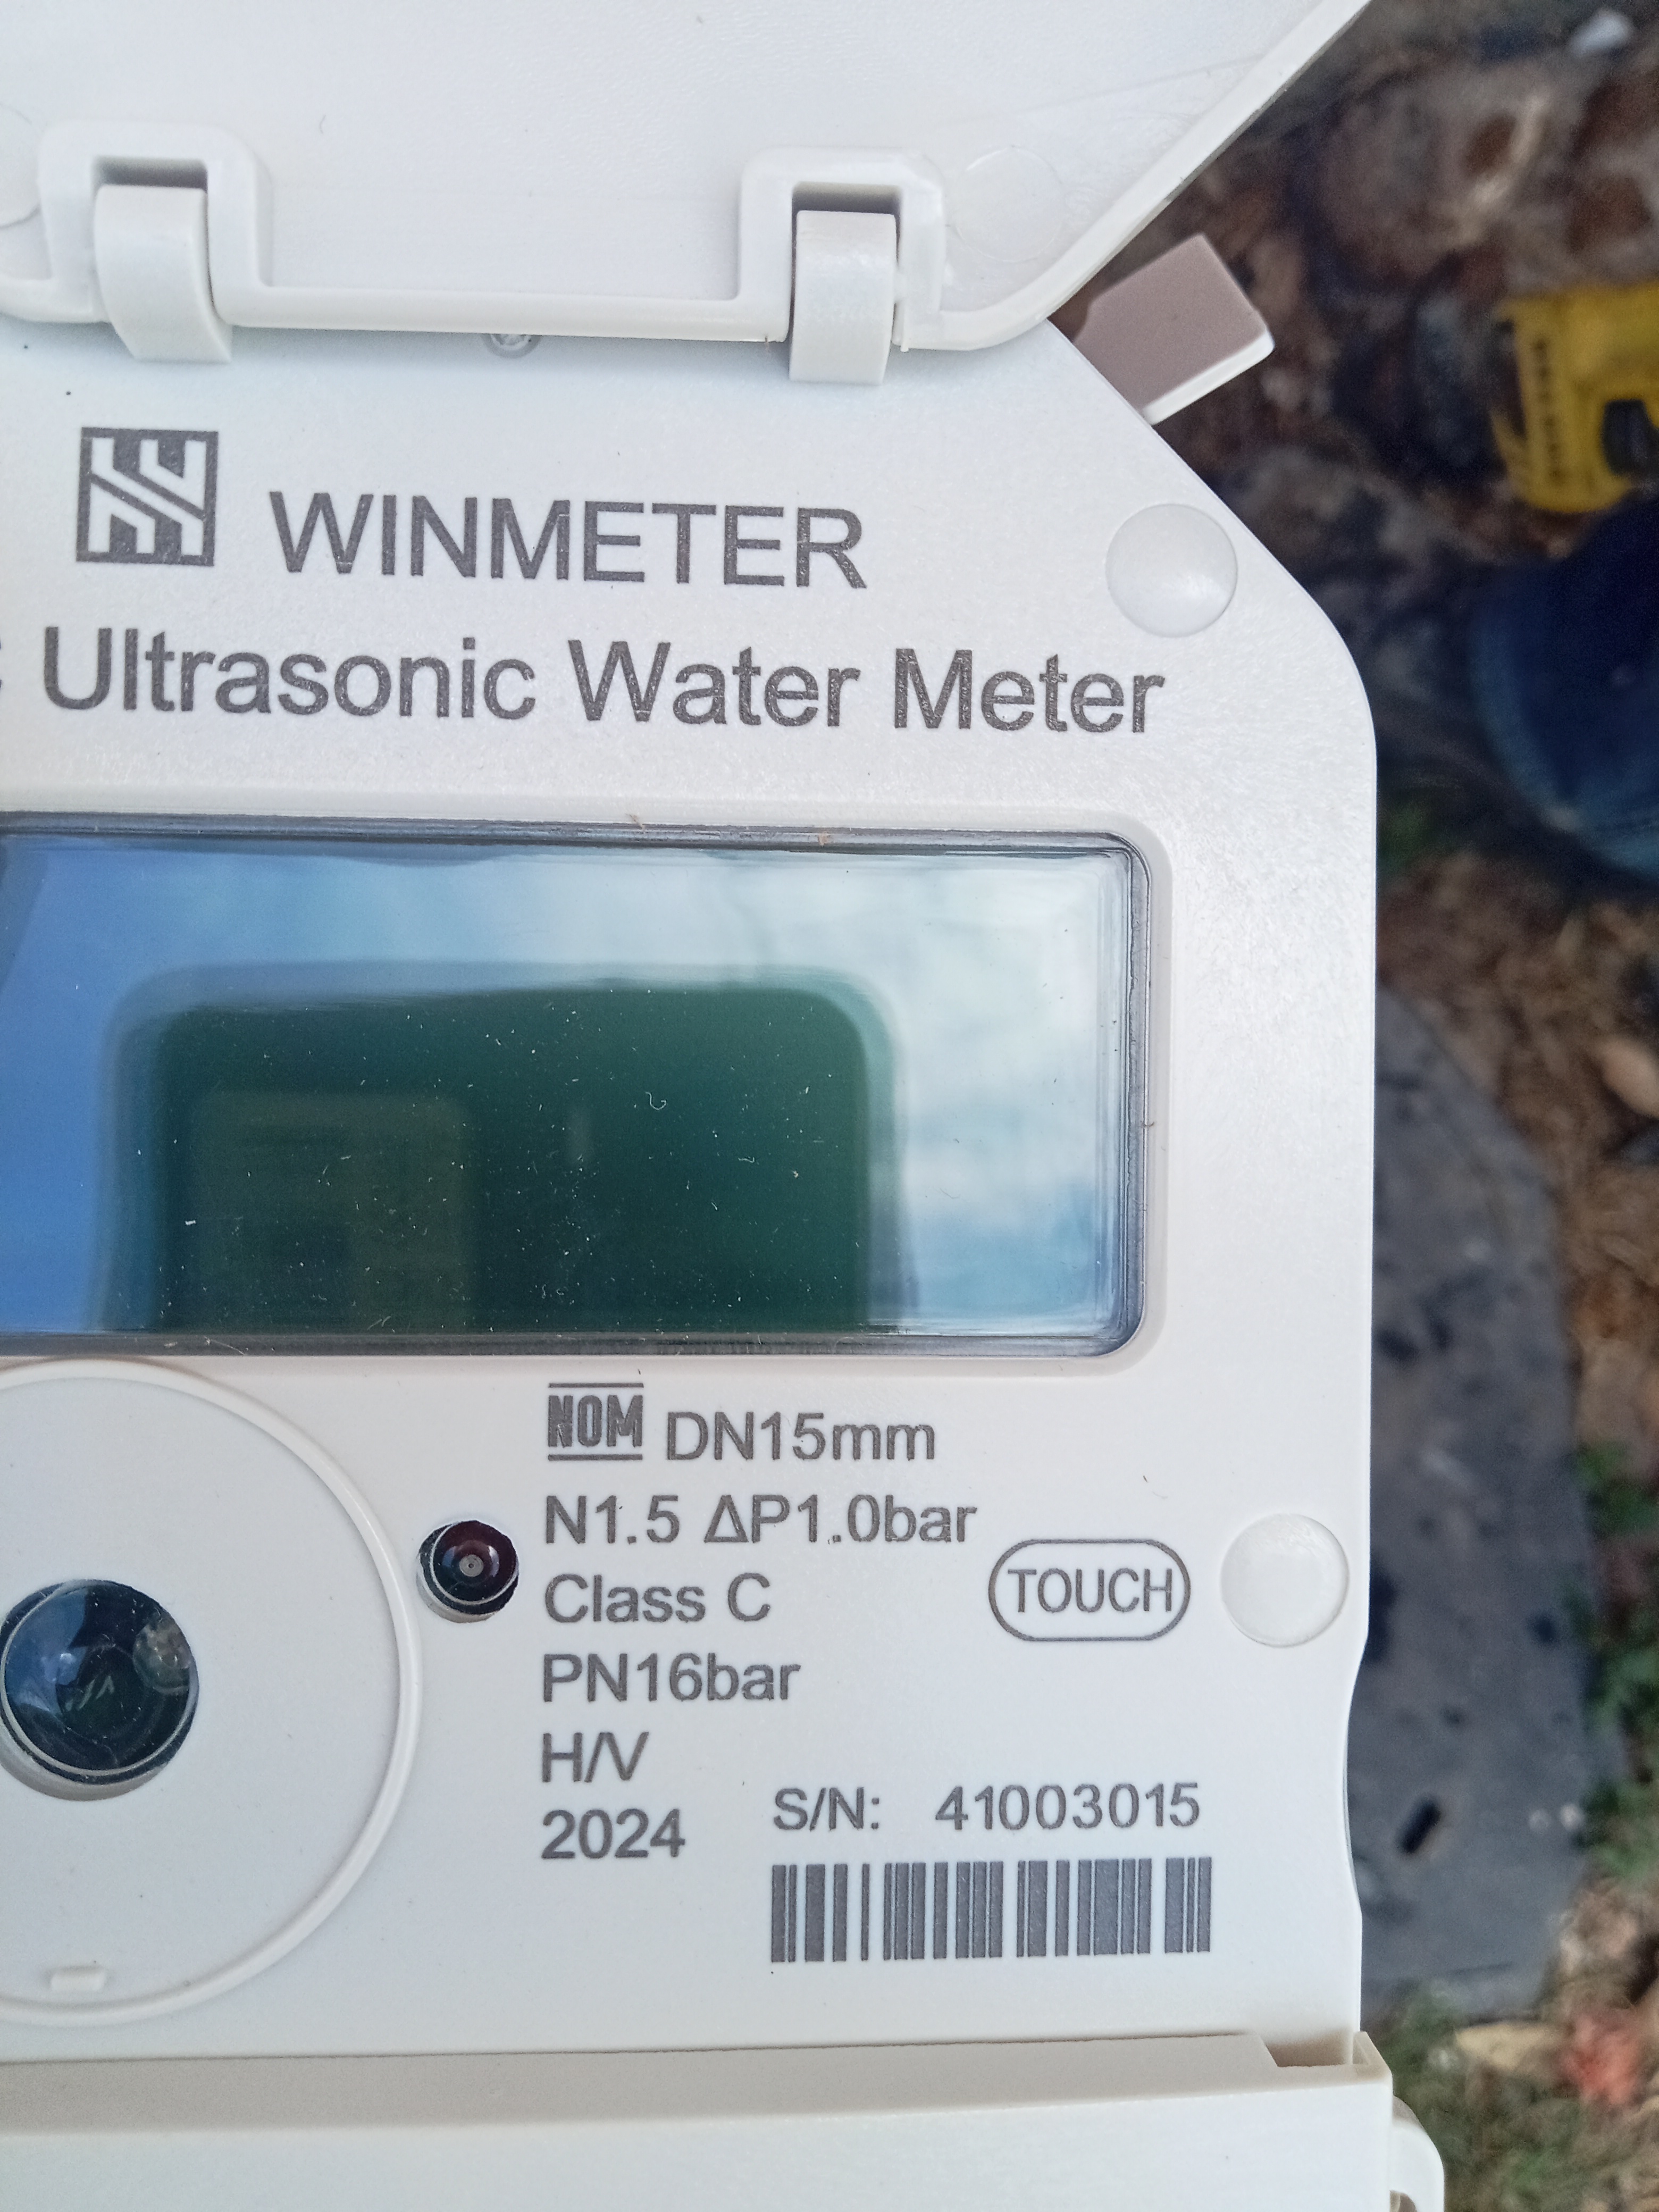 WINMETER
Ultrasonic Water Meter
NOM DN15mm
N1.5 ΔP1.0bar
Class C
TOUCH
PN16bar
H/V
2024
S/N: 41003015